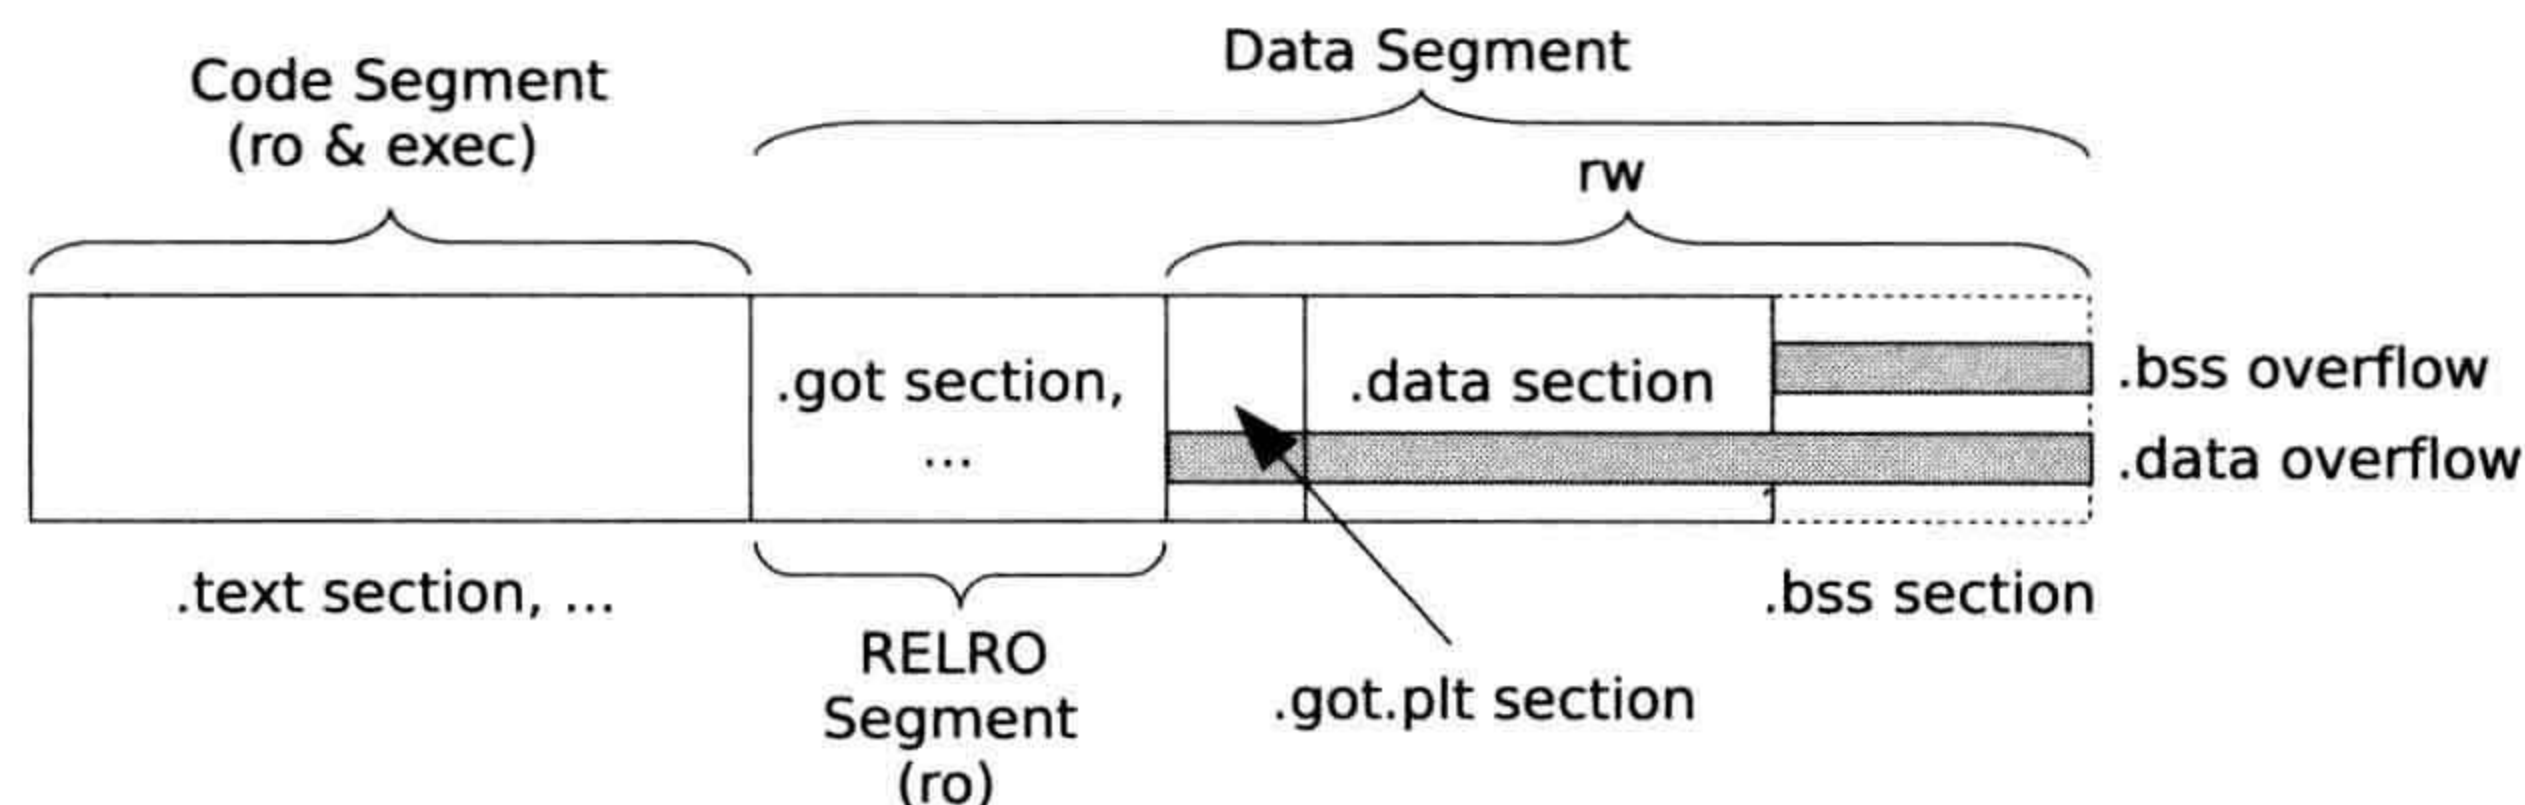 Data Segment
Code Segment
(ro & exec)
rw
.got section,
...
.data section
.bss overflow
.data overflow
.text section, ...
.bss section
RELRO
Segment
(ro)
.got.plt section